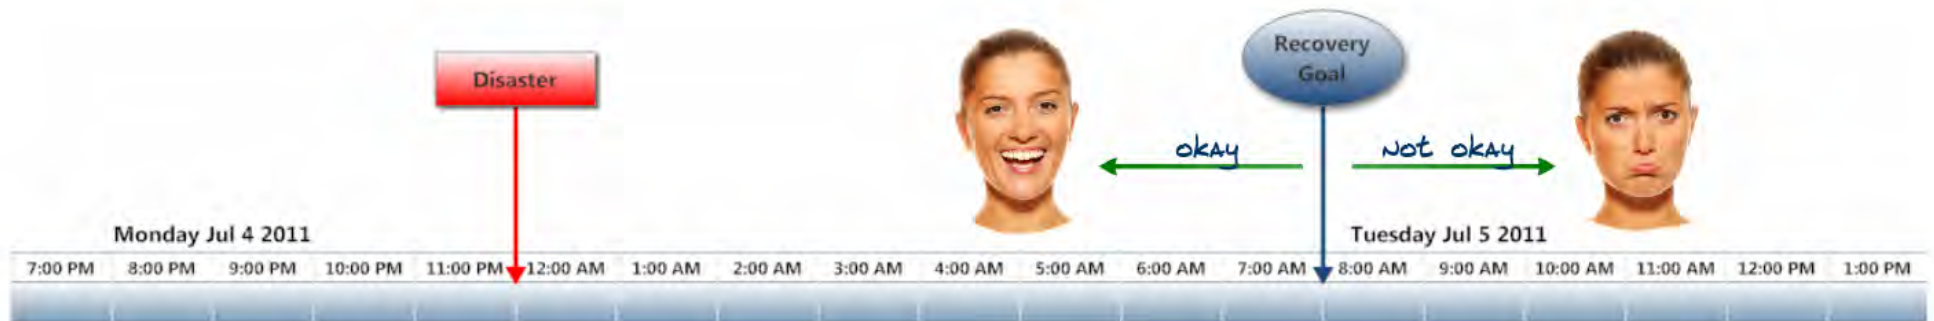 Disaster
Recovery
Goal
okay
Not okay
Monday Jul 4 2011
Tuesday Jul 5 2011
7:00 PM 8:00 PM 9:00 PM 10:00 PM 11:00 PM 12:00 AM 1:00 AM 2:00 AM 3:00 AM 4:00 AM 5:00 AM 6:00 AM 7:00 AM 8:00 AM 9:00 AM 10:00 AM 11:00 AM 12:00 PM 1:00 PM